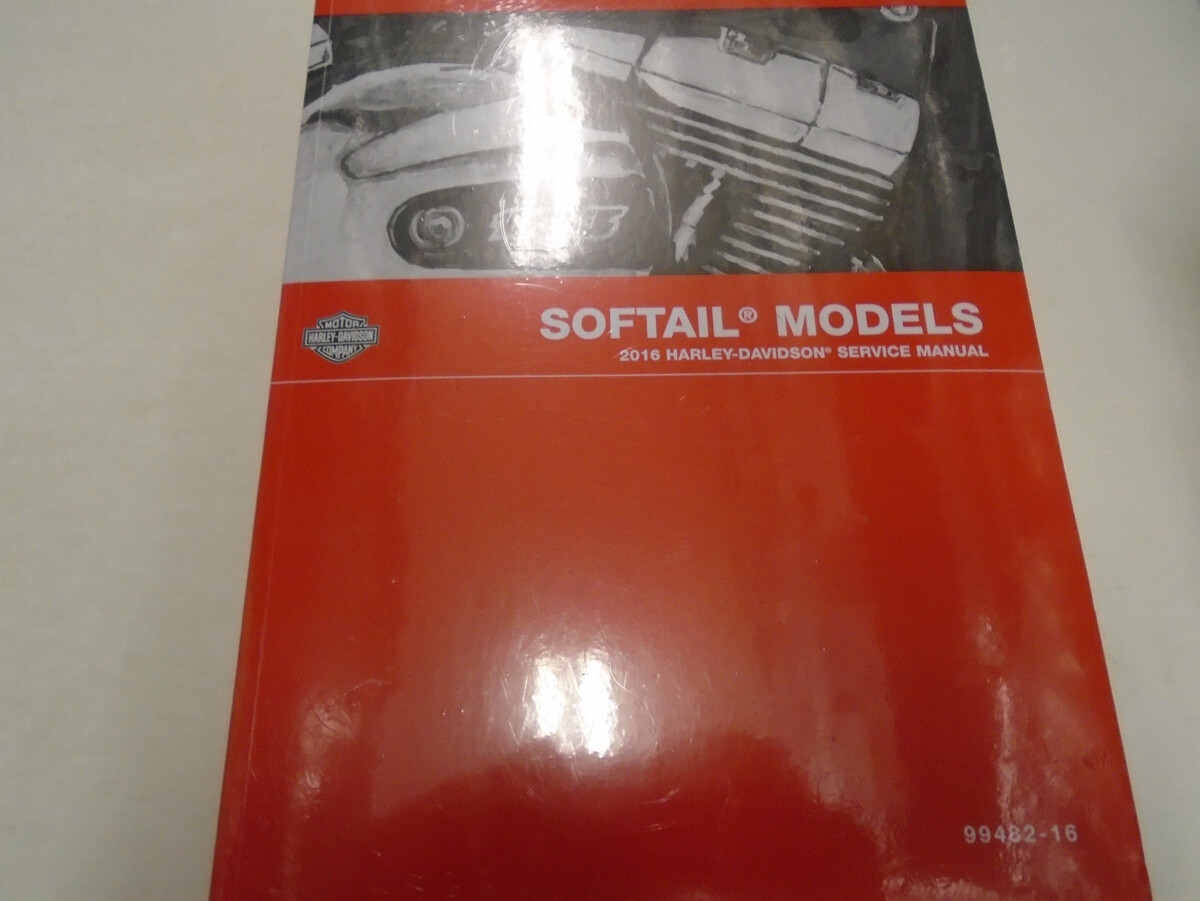 SOFTAIL® MODELS
2016 HARLEY-DAVIDSON® SERVICE MANUAL
MOTOR
HARLEY-DAVIDSON
COMPANY
99482-16